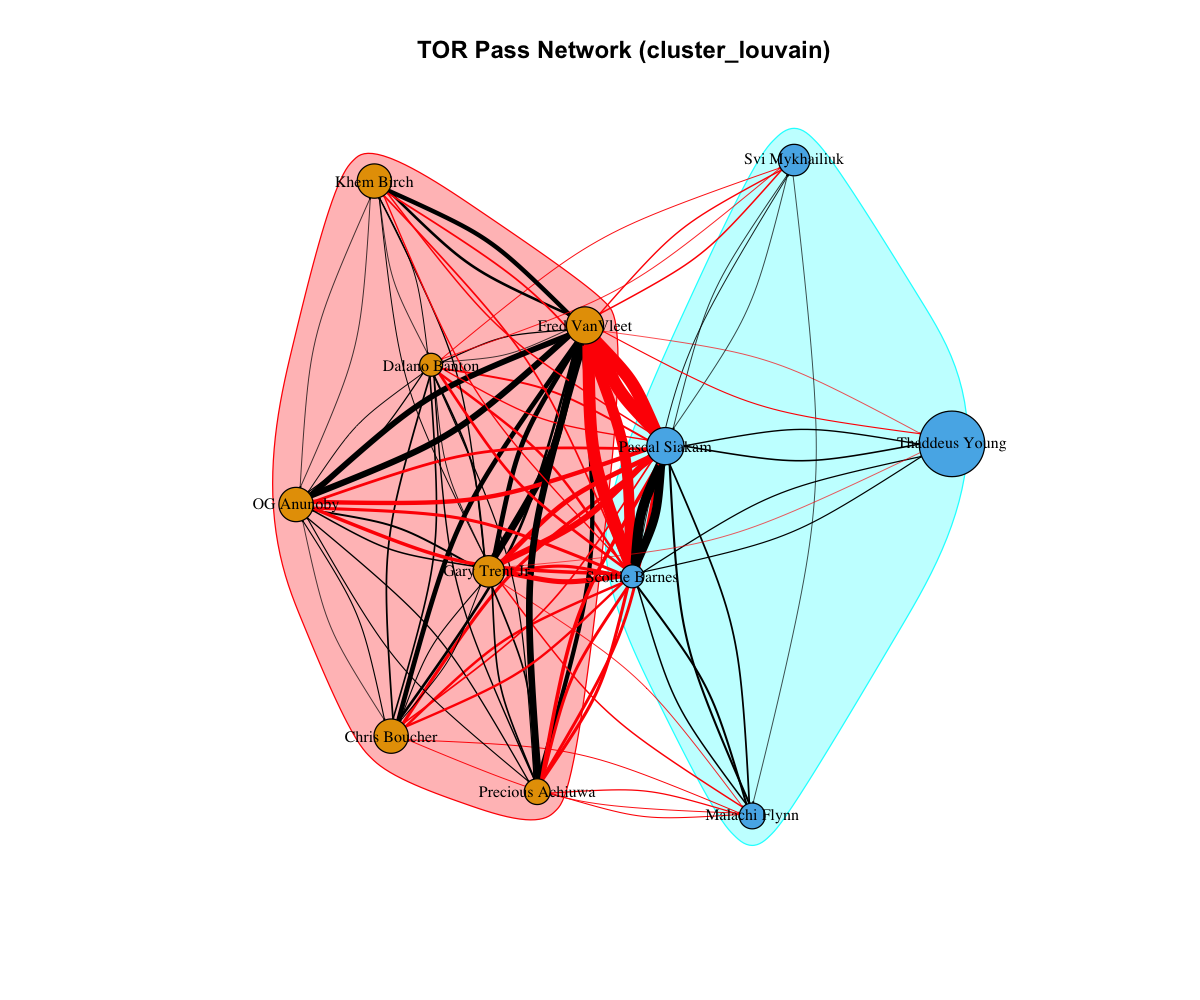 TOR Pass Network (cluster_louvain)
Svi Mykhailiuk
Khem Birch
Fred VanVleet
Dalano Banton
Pascal Siakam
Thaddeus Young
OG Anunoby
Gary Trent Jr.
Scottie Barnes
Chris Boucher
Precious Achiuwa
Malachi Flynn